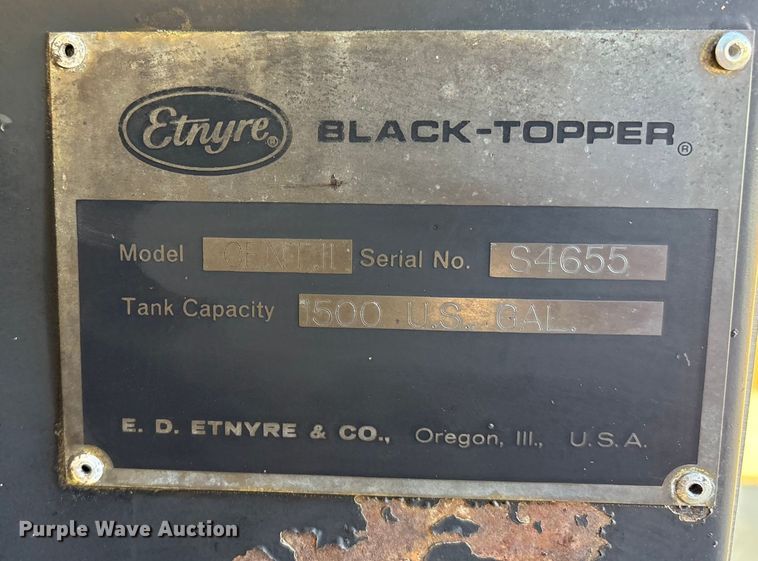 Etnyre® BLACK-TOPPER®
Model Serial No. S4655
Tank Capacity 1500 U.S. GAL.
E. D. ETNYRE & CO., Oregon, Ill., U.S.A.
Purple Wave Auction